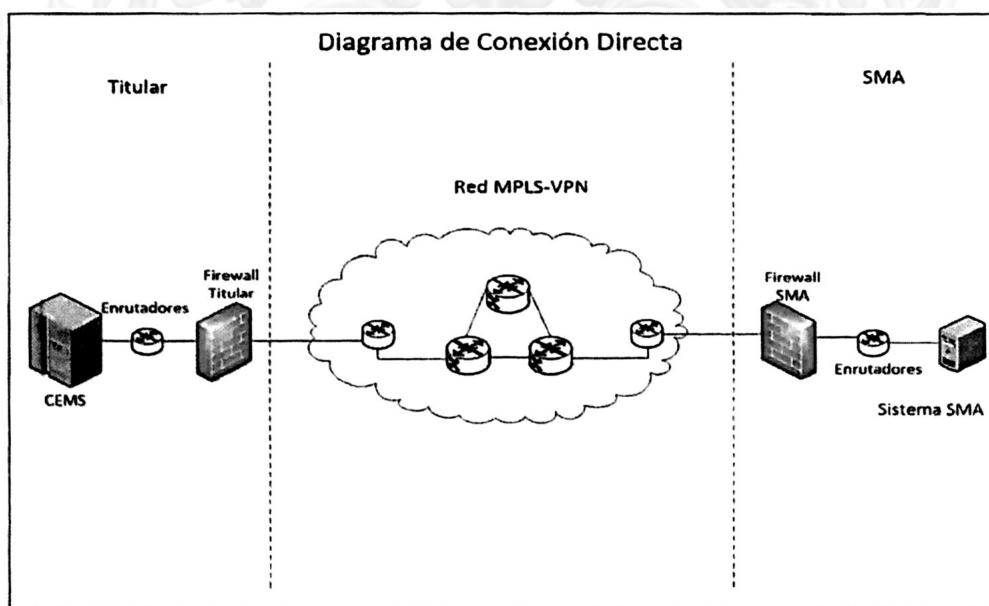 Diagrama de Conexión Directa
Titular
SMA
Red MPLS-VPN
Firewall
Titular
Enrutadores
CEMS
Firewall
SMA
Enrutadores
Sistema SMA